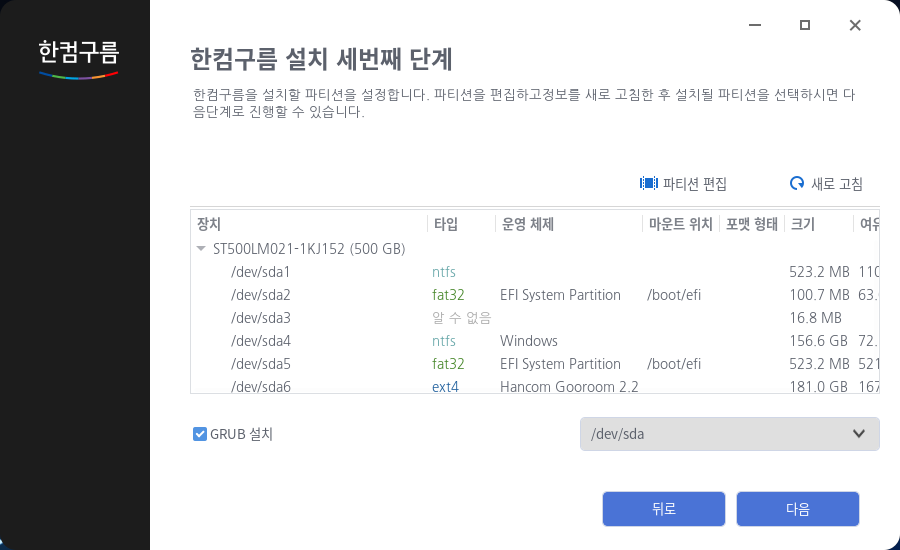 한컴구름
한컴구름 설치 세번째 단계
한컴구름을 설치할 파티션을 설정합니다. 파티션을 편집하고정보를 새로 고침한 후 설치될 파티션을 선택하시면 다
음단계로 진행할 수 있습니다.
파티션 편집 새로 고침
장치 타입 운영 체제 마운트 위치 포맷 형태 크기 여유
ST500LM021-1KJ152 (500 GB)
/dev/sda1 ntfs 523.2 MB 110
/dev/sda2 fat32 EFI System Partition /boot/efi 100.7 MB 63.
/dev/sda3 알 수 없음 16.8 MB
/dev/sda4 ntfs Windows 156.6 GB 72.
/dev/sda5 fat32 EFI System Partition /boot/efi 523.2 MB 521
/dev/sda6 ext4 Hancom Gooroom 2.2 181.0 GB 167
GRUB 설치 /dev/sda
뒤로 다음